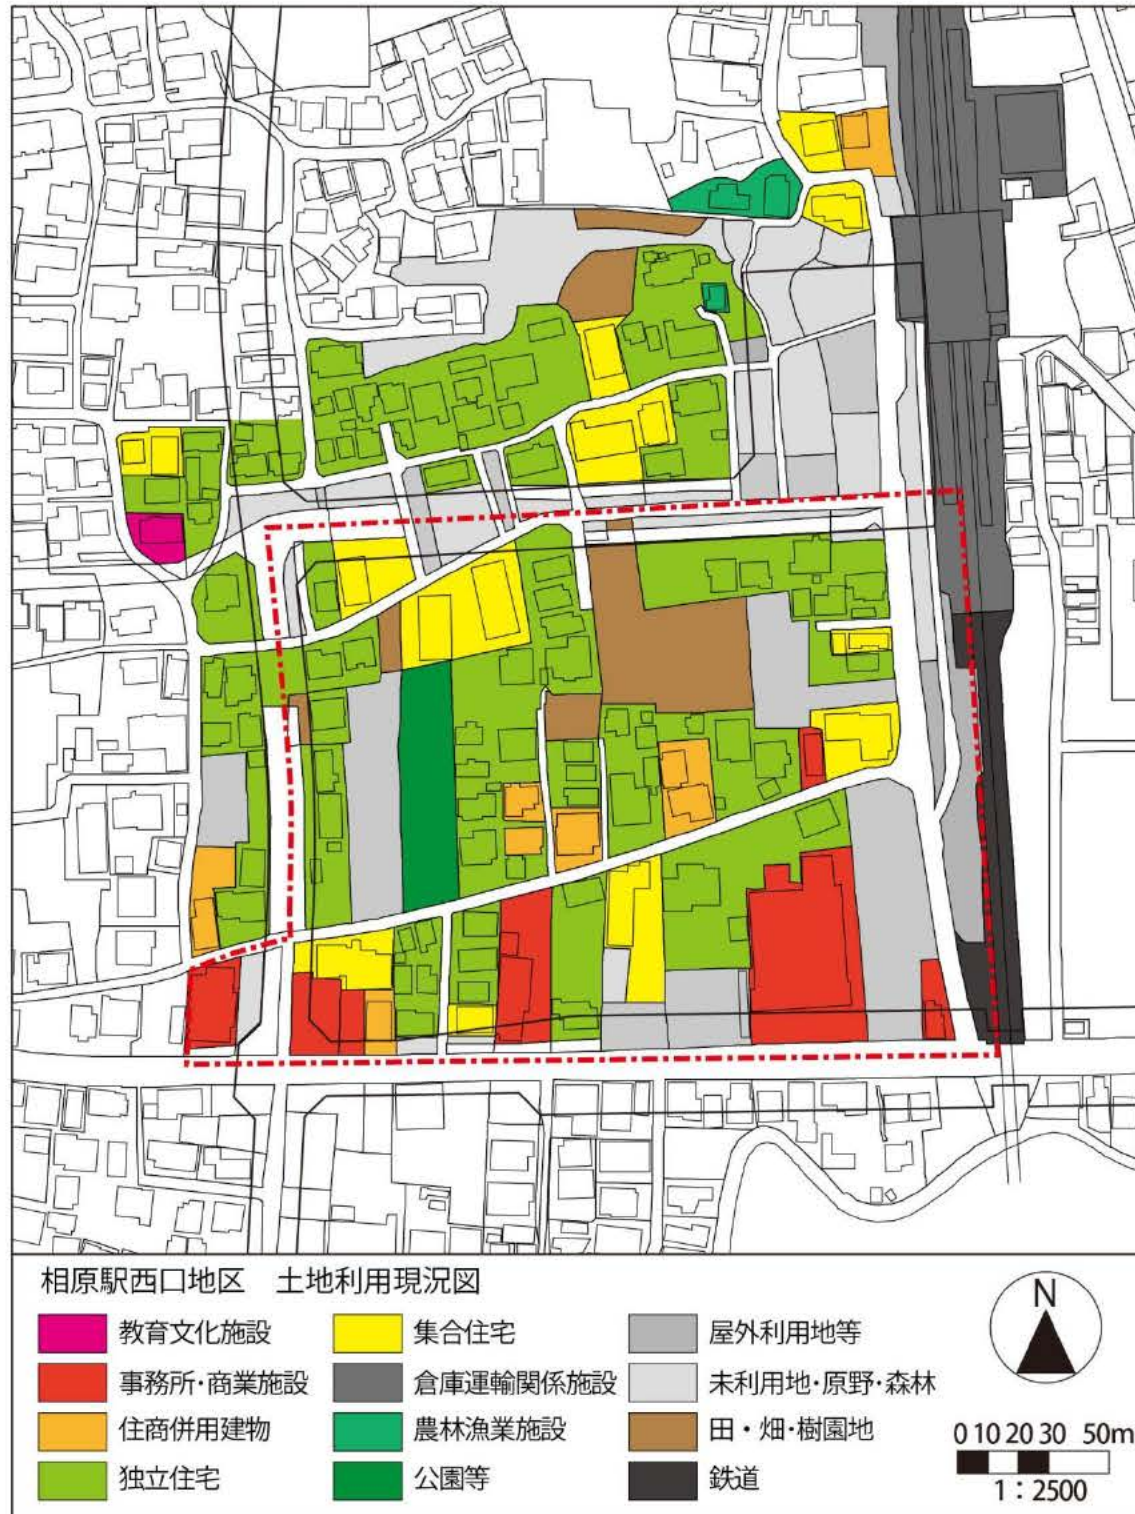 相原駅西口地区　土地利用現況図
教育文化施設
事務所・商業施設
住商併用建物
独立住宅
集合住宅
倉庫運輸関係施設
農林漁業施設
公園等
屋外利用地等
未利用地・原野・森林
田・畑・樹園地
鉄道
N
0 10 20 30 50m
1：2500